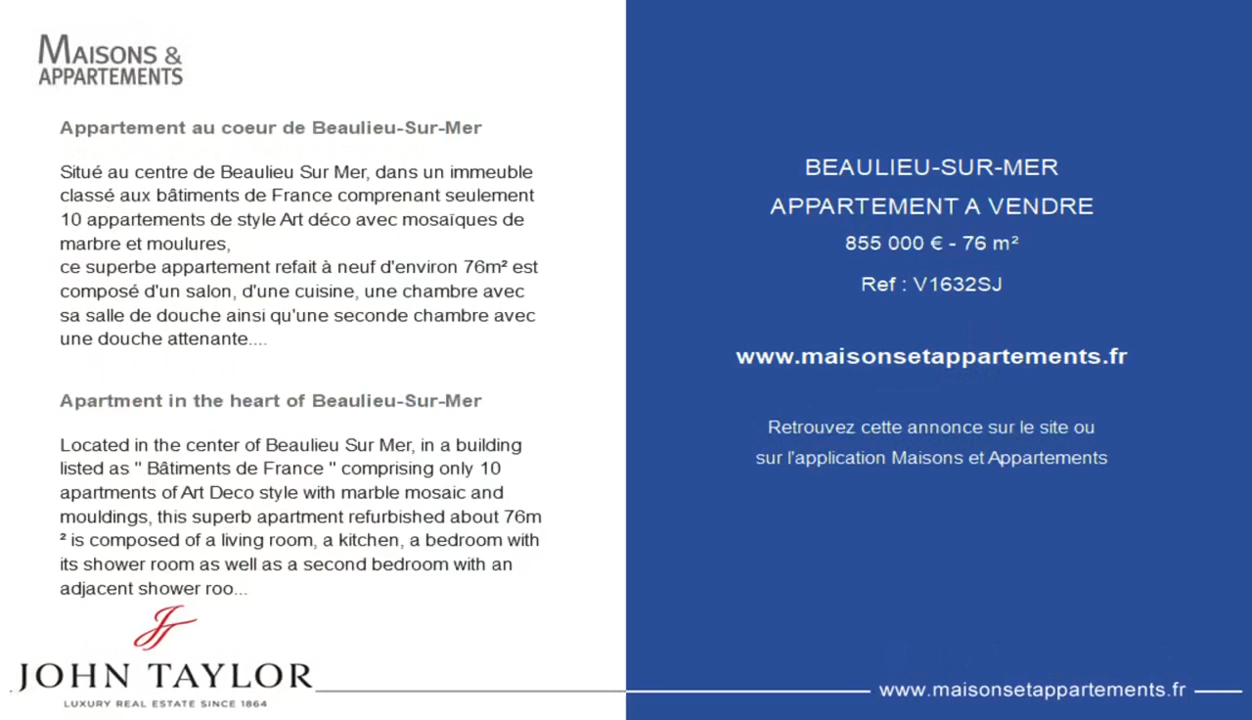 MAISONS &
APPARTEMENTS
Appartement au coeur de Beaulieu-Sur-Mer
Situé au centre de Beaulieu Sur Mer, dans un immeuble
classé aux bâtiments de France comprenant seulement
10 appartements de style Art déco avec mosaïques de
marbre et moulures,
ce superbe appartement refait à neuf d'environ 76m² est
composé d'un salon, d'une cuisine, une chambre avec
sa salle de douche ainsi qu'une seconde chambre avec
une douche attenante....
Apartment in the heart of Beaulieu-Sur-Mer
Located in the center of Beaulieu Sur Mer, in a building
listed as " Bâtiments de France " comprising only 10
apartments of Art Deco style with marble mosaic and
mouldings, this superb apartment refurbished about 76m
² is composed of a living room, a kitchen, a bedroom with
its shower room as well as a second bedroom with an
adjacent shower roo...
JOHN TAYLOR
LUXURY REAL ESTATE SINCE 1864
BEAULIEU-SUR-MER
APPARTEMENT A VENDRE
855 000 € - 76 m²
Ref : V1632SJ
www.maisonsetappartements.fr
Retrouvez cette annonce sur le site ou
sur l'application Maisons et Appartements
www.maisonsetappartements.fr